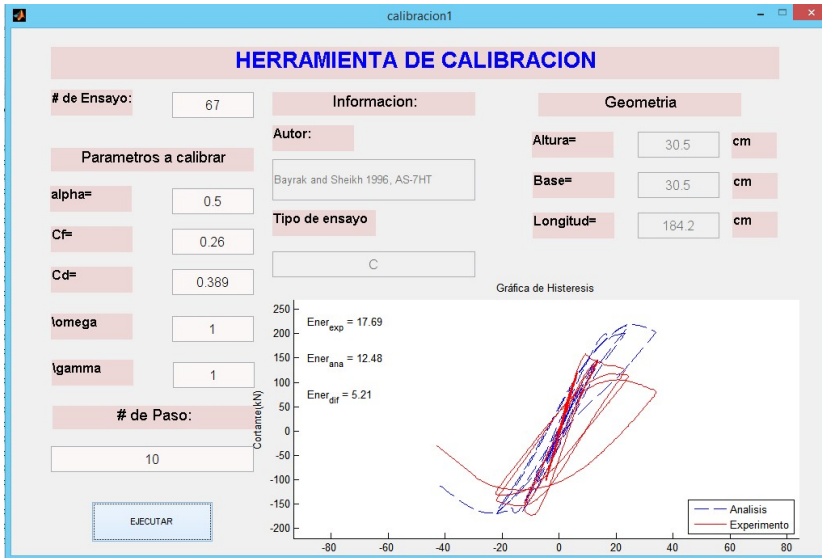 calibracion1
HERRAMIENTA DE CALIBRACION
# de Ensayo:
67
Parametros a calibrar
alpha=
0.5
Cf=
0.26
Cd=
0.389
\omega
1
\gamma
1
# de Paso:
10
EJECUTAR
Informacion:
Autor:
Bayrak and Sheikh 1996, AS-7HT
Tipo de ensayo
C
Geometria
Altura=
30.5
cm
Base=
30.5
cm
Longitud=
184.2
cm
Gráfica de Histeresis
Ener_exp = 17.69
Ener_ana = 12.48
Ener_dif = 5.21
Cortante(kN)
250
200
150
100
50
0
-50
-100
-150
-200
-80
-60
-40
-20
0
20
40
60
80
Analisis
Experimento